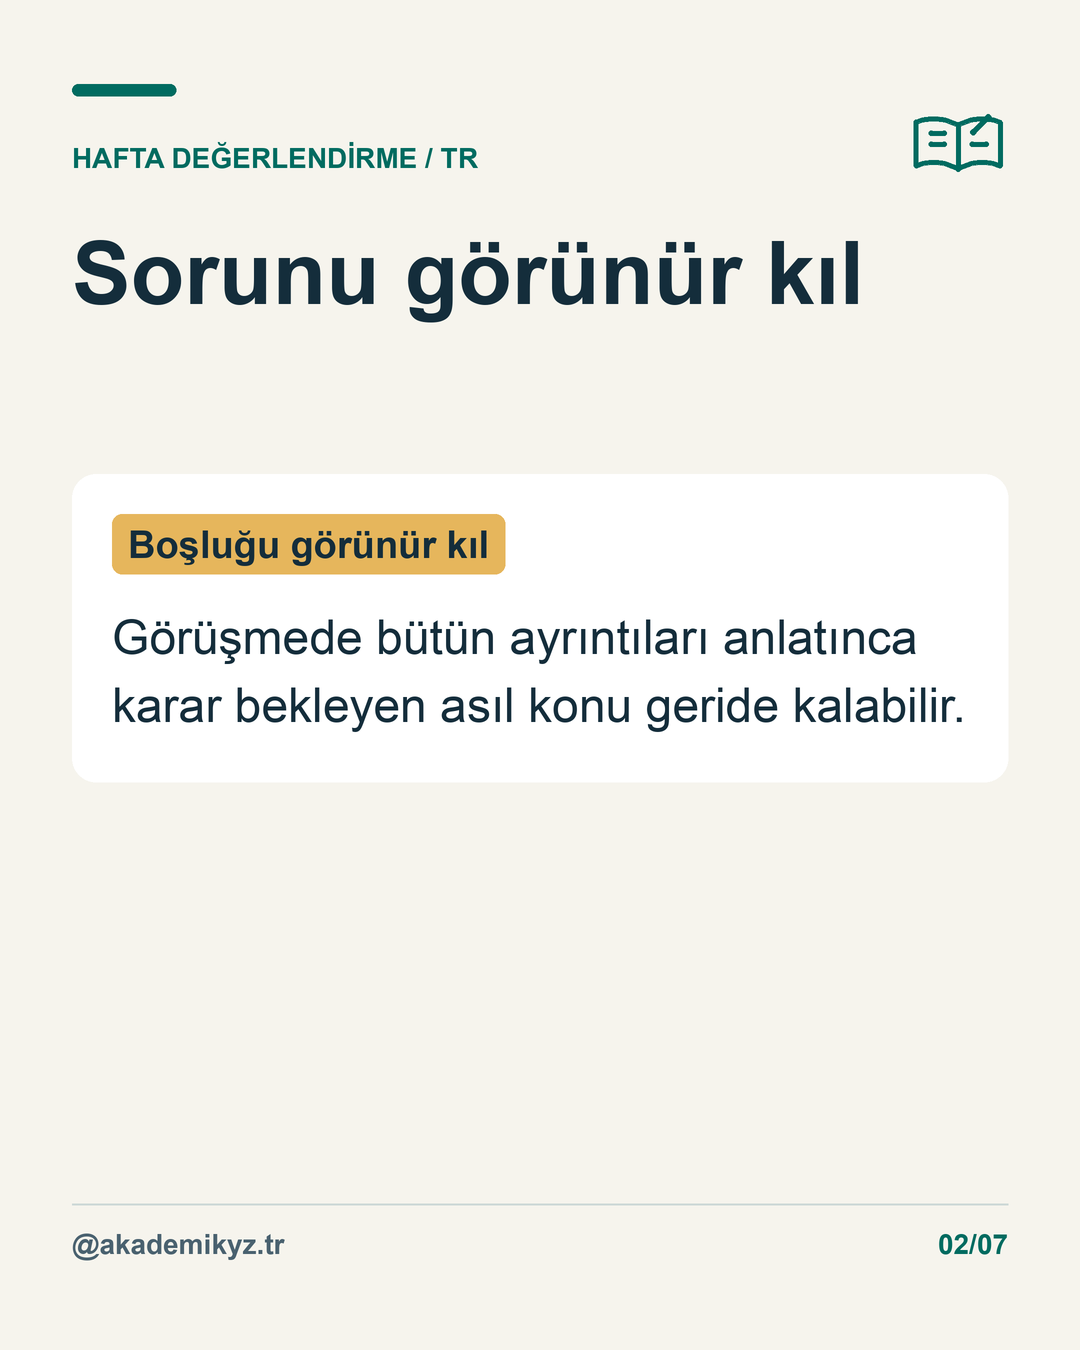 HAFTA DEĞERLENDİRME / TR
Sorunu görünür kıl
Boşluğu görünür kıl
Görüşmede bütün ayrıntıları anlatınca
karar bekleyen asıl konu geride kalabilir.
@akademikyz.tr
02/07